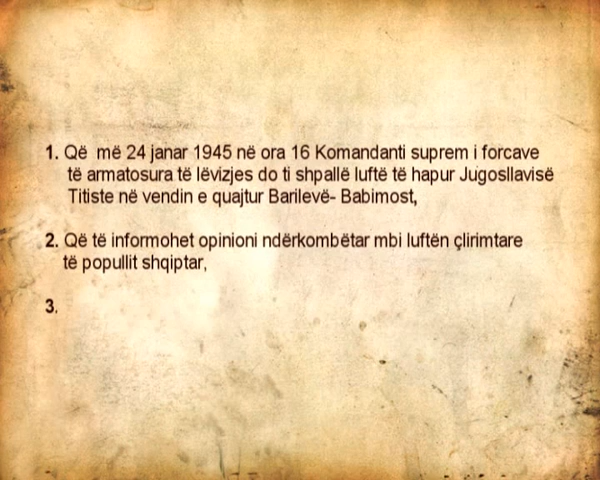 1. Që më 24 janar 1945 në ora 16 Komandanti suprem i forcave
të armatosura të lëvizjes do ti shpallë luftë të hapur Jugosllavisë
Titiste në vendin e quajtur Barilevë- Babimost,
2. Që të informohet opinioni ndërkombëtar mbi luftën çlirimtare
të popullit shqiptar,
3.